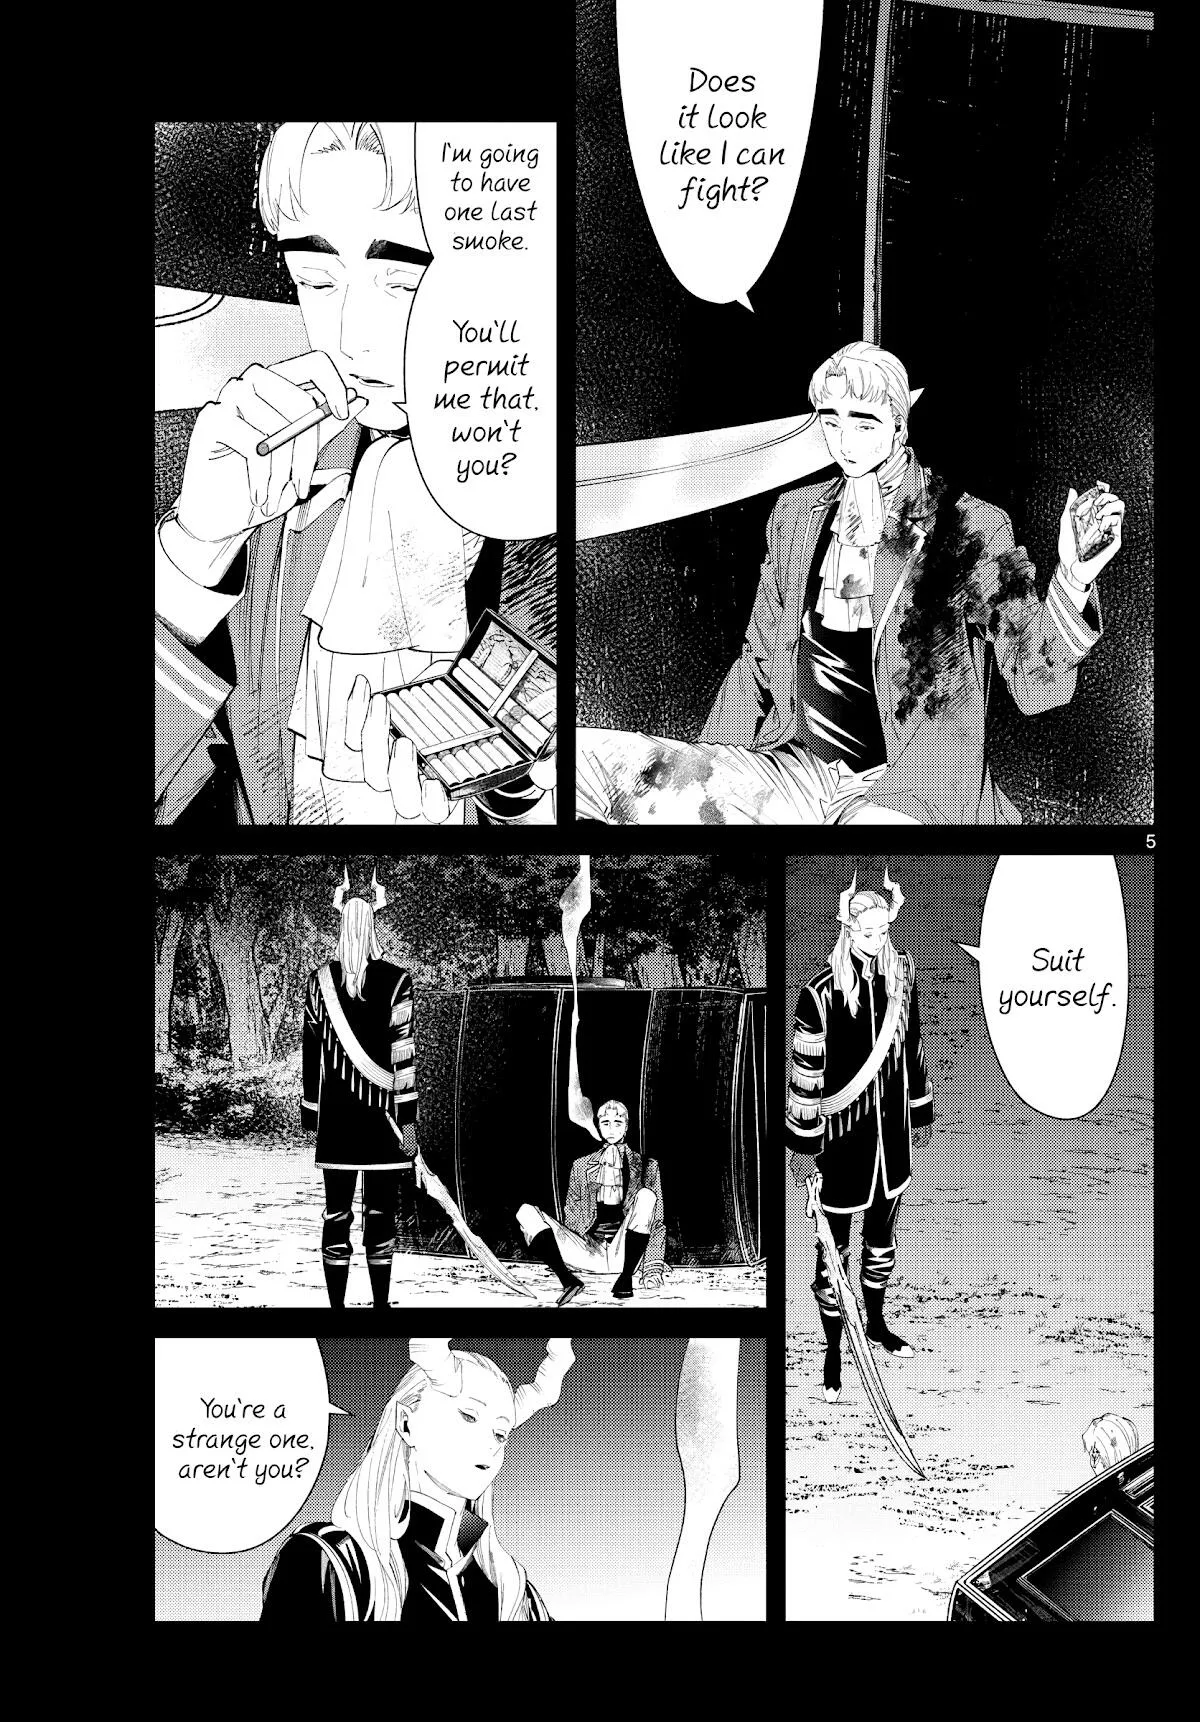 Does
it look
like I can
fight?
I'm going
to have
one last
smoke.
You'll
permit
me that,
won't
you?
5
Suit
yourself.
You're a
strange one,
aren't you?